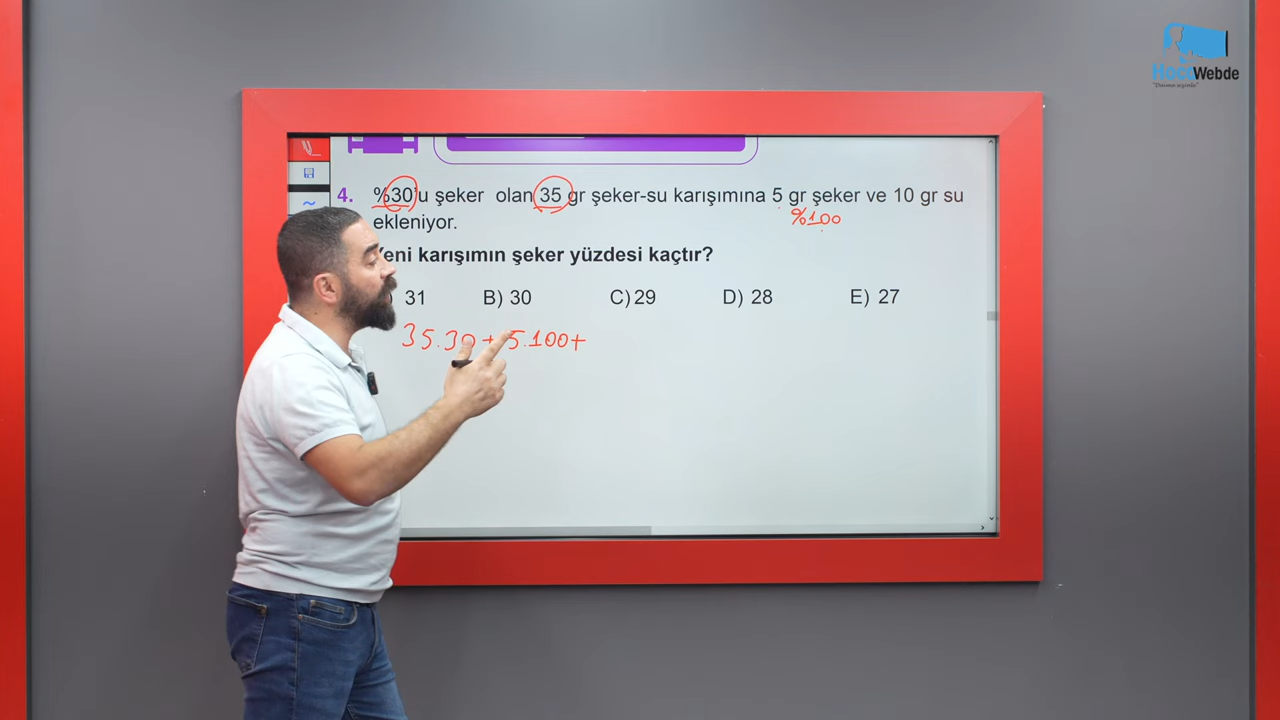 HocaWebde
4. %30'u şeker olan 35 gr şeker-su karışımına 5 gr şeker ve 10 gr su
%100
ekleniyor.
Yeni karışımın şeker yüzdesi kaçtır?
31 B) 30 C) 29 D) 28 E) 27
35.30 + 5.100+